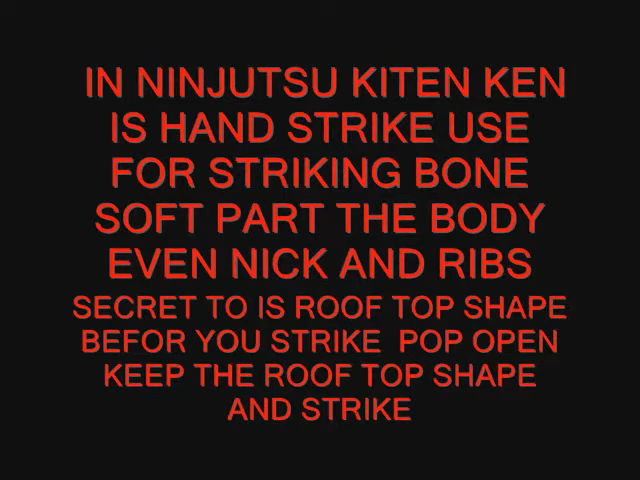 IN NINJUTSU KITEN KEN
IS HAND STRIKE USE
FOR STRIKING BONE
SOFT PART THE BODY
EVEN NICK AND RIBS
SECRET TO IS ROOF TOP SHAPE
BEFOR YOU STRIKE POP OPEN
KEEP THE ROOF TOP SHAPE
AND STRIKE